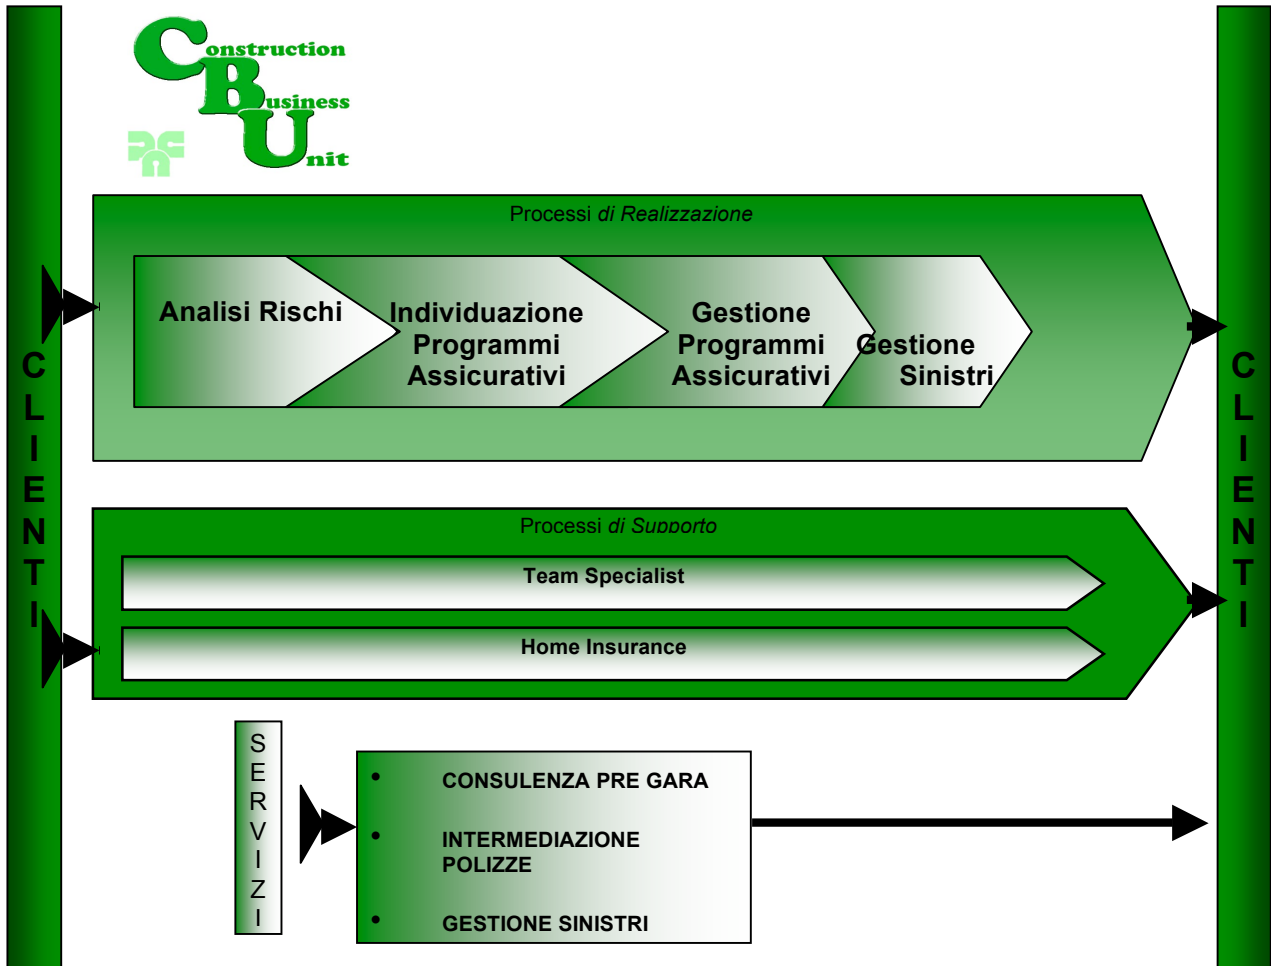 Construction
Business
Unit
Processi di Realizzazione
Analisi Rischi
Individuazione
Programmi
Assicurativi
Gestione
Programmi
Assicurativi
Gestione
Sinistri
CLIENTI
CLIENTI
Processi di Supporto
Team Specialist
Home Insurance
SERVIZI
• CONSULENZA PRE GARA
• INTERMEDIAZIONE
POLIZZE
• GESTIONE SINISTRI